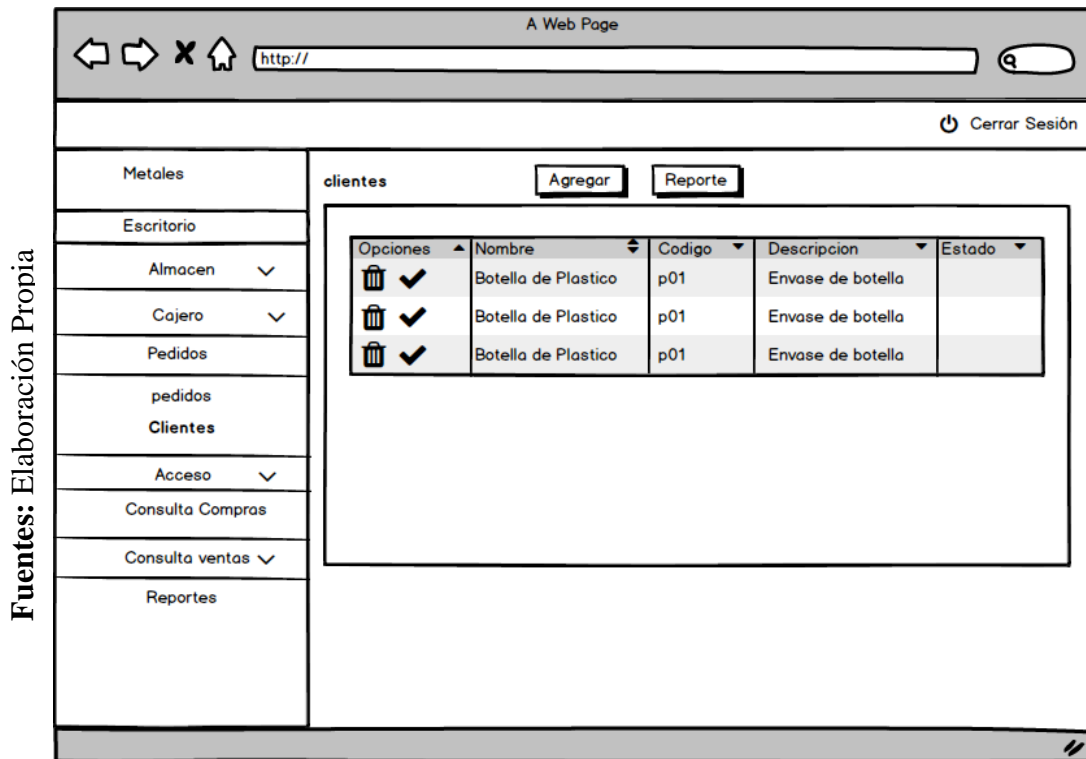 A Web Page
http://
Cerrar Sesión
Metales
Escritorio
Almacen
Cajero
Pedidos
pedidos
Clientes
Acceso
Consulta Compras
Consulta ventas
Reportes
clientes Agregar Reporte
Opciones Nombre Codigo Descripcion Estado
Botella de Plastico p01 Envase de botella
Botella de Plastico p01 Envase de botella
Botella de Plastico p01 Envase de botella
Fuentes: Elaboración Propia